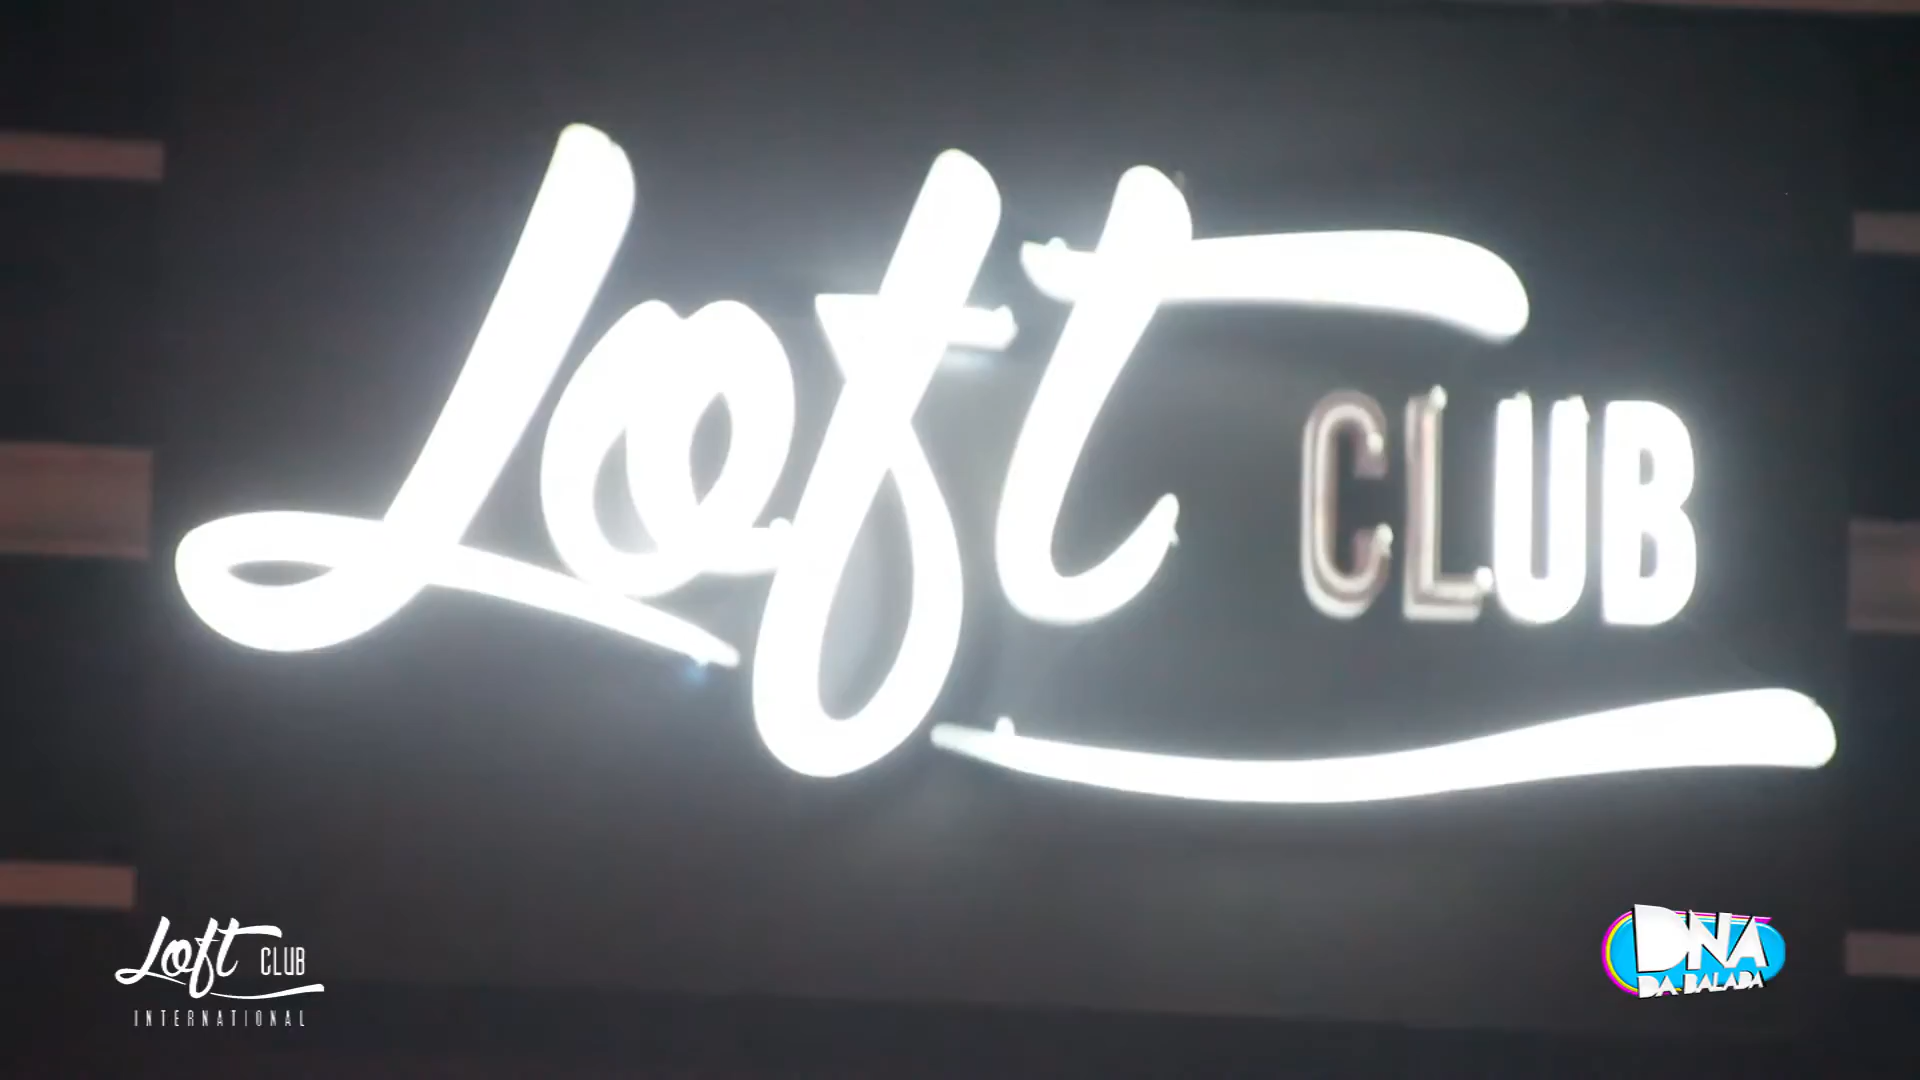 Loft CLUB
Loft CLUB
INTERNATIONAL
DNA
DA BALADA